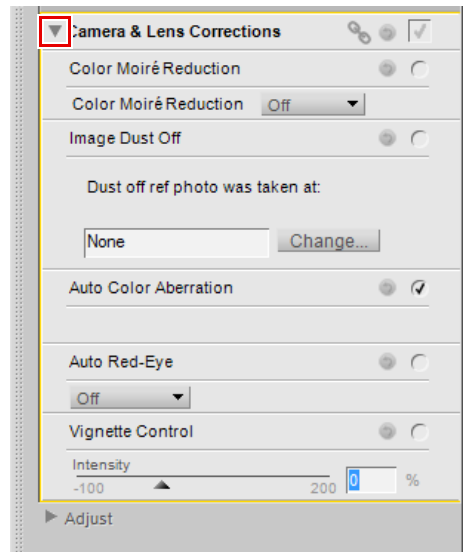 Camera & Lens Corrections
Color Moiré Reduction
Color Moiré Reduction Off
Image Dust Off
Dust off ref photo was taken at:
None Change...
Auto Color Aberration
Auto Red-Eye
Off
Vignette Control
Intensity
-100 200 0 %
Adjust